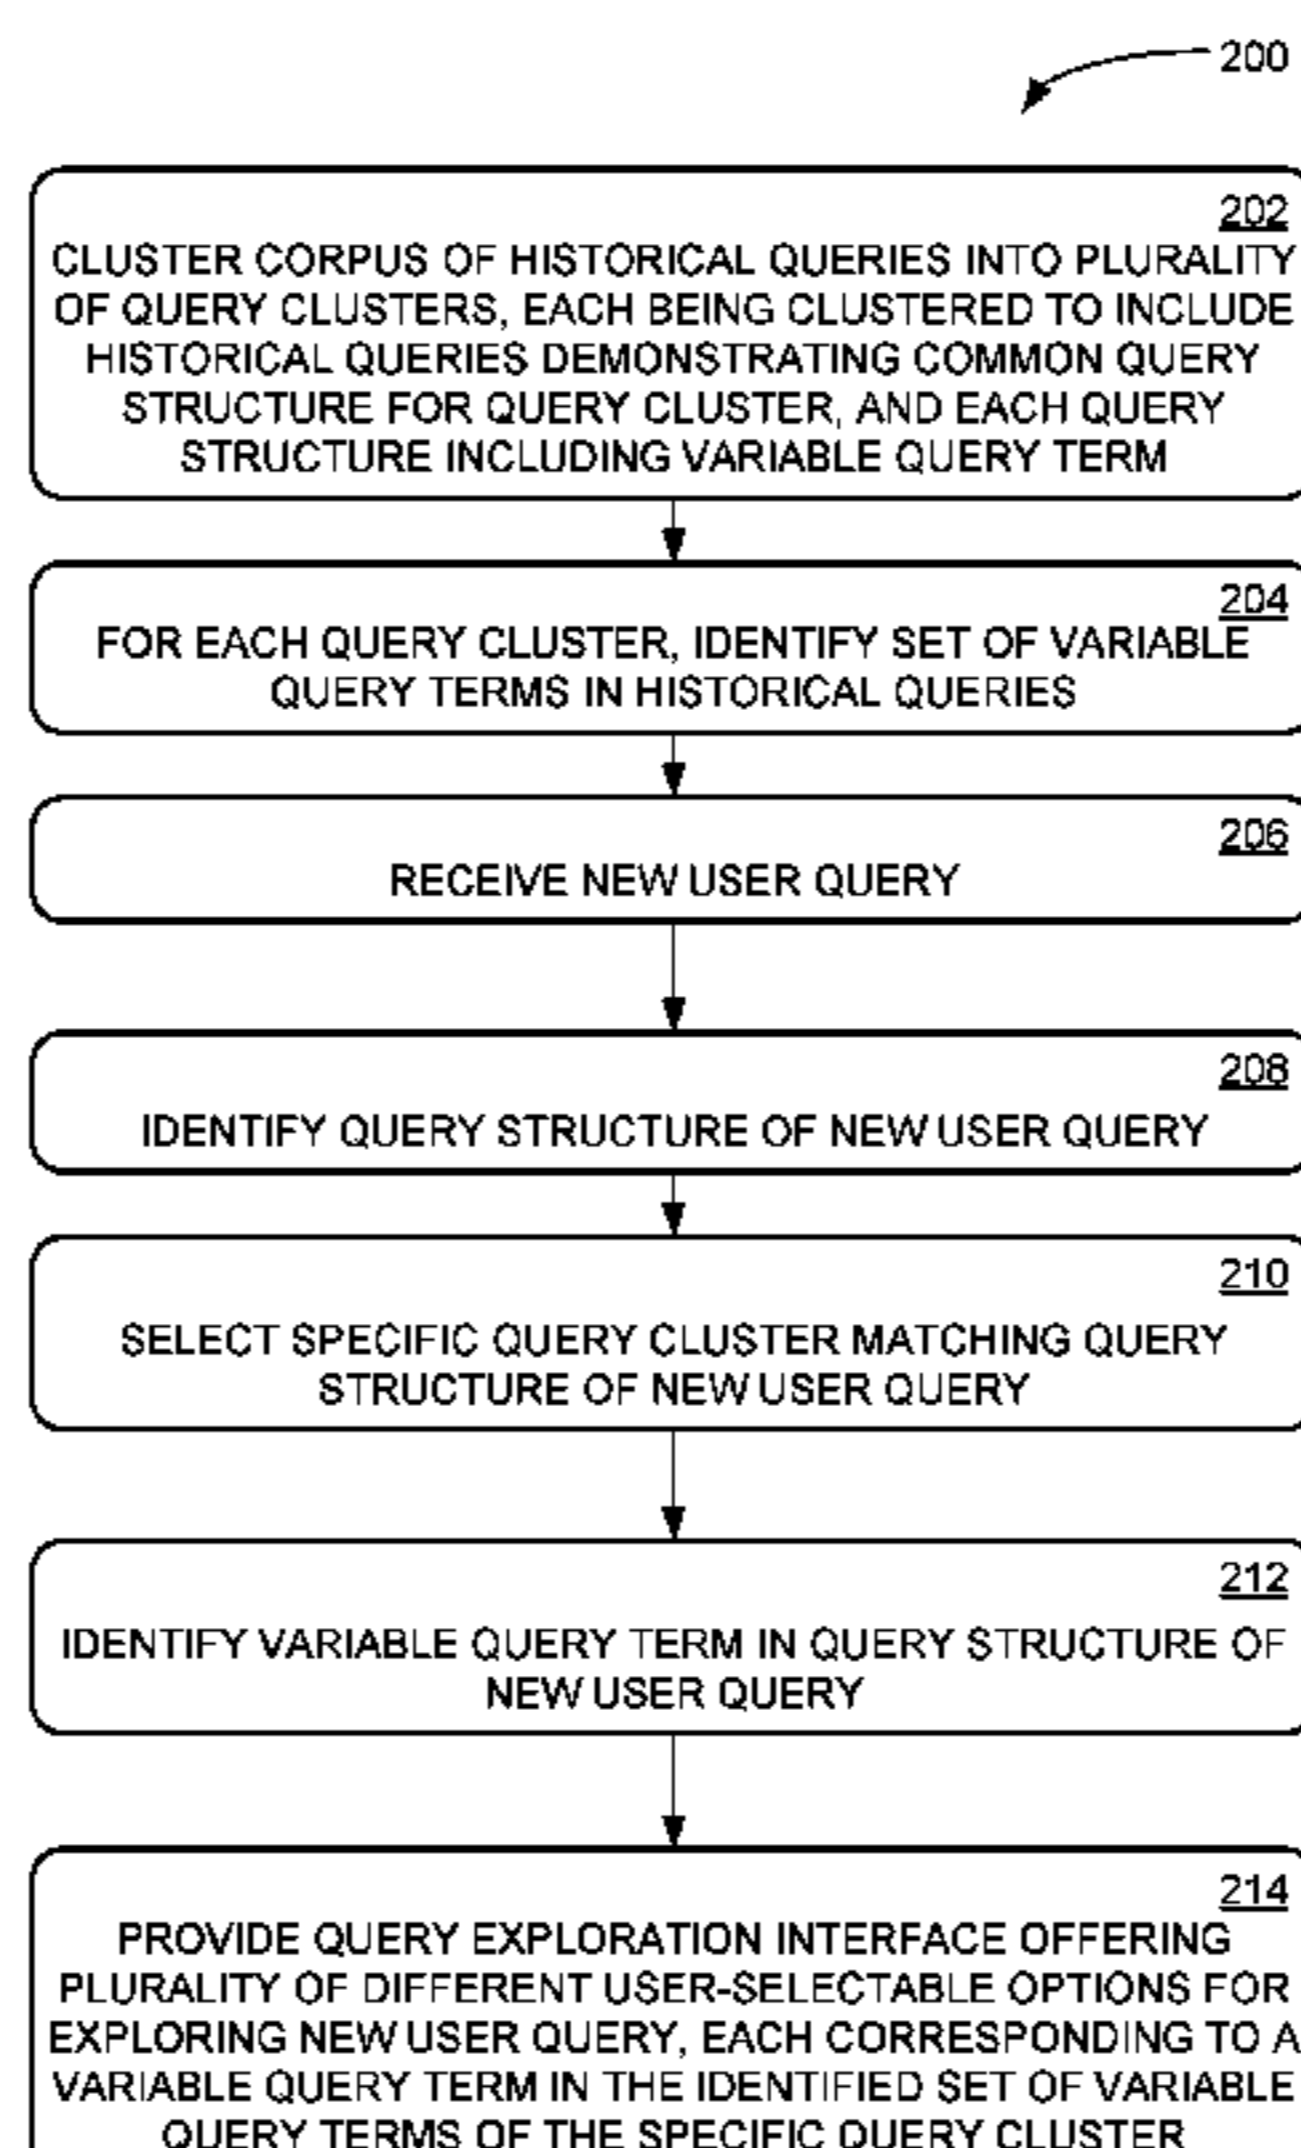 200
202
CLUSTER CORPUS OF HISTORICAL QUERIES INTO PLURALITY
OF QUERY CLUSTERS, EACH BEING CLUSTERED TO INCLUDE
HISTORICAL QUERIES DEMONSTRATING COMMON QUERY
STRUCTURE FOR QUERY CLUSTER, AND EACH QUERY
STRUCTURE INCLUDING VARIABLE QUERY TERM
204
FOR EACH QUERY CLUSTER, IDENTIFY SET OF VARIABLE
QUERY TERMS IN HISTORICAL QUERIES
206
RECEIVE NEW USER QUERY
208
IDENTIFY QUERY STRUCTURE OF NEW USER QUERY
210
SELECT SPECIFIC QUERY CLUSTER MATCHING QUERY
STRUCTURE OF NEW USER QUERY
212
IDENTIFY VARIABLE QUERY TERM IN QUERY STRUCTURE OF
NEW USER QUERY
214
PROVIDE QUERY EXPLORATION INTERFACE OFFERING
PLURALITY OF DIFFERENT USER-SELECTABLE OPTIONS FOR
EXPLORING NEW USER QUERY, EACH CORRESPONDING TO A
VARIABLE QUERY TERM IN THE IDENTIFIED SET OF VARIABLE
QUERY TERMS OF THE SPECIFIC QUERY CLUSTER